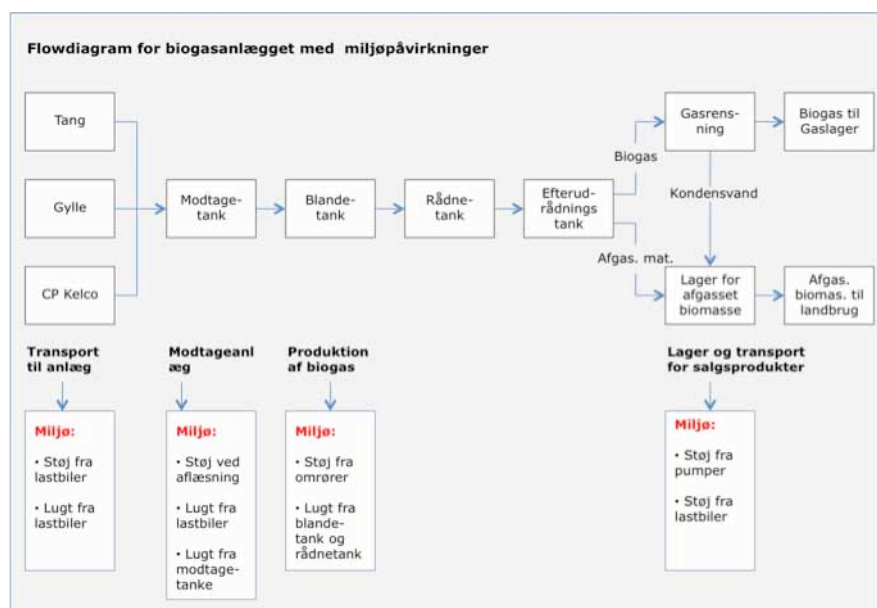 Flowdiagram for biogasanlægget med miljøpåvirkninger
Tang
Gylle
CP Kelco
Modtage-
tank
Blande-
tank
Rådne-
tank
Efterud-
rådnings
tank
Biogas
Afgas. mat.
Gasrens-
ning
Biogas til
Gaslager
Kondensvand
Lager for
afgasset
biomasse
Afgas.
biomas. til
landbrug
Transport
til anlæg
Miljø:
• Støj fra
lastbiler
• Lugt fra
lastbiler
Modtageanl
æg
Miljø:
• Støj ved
aflæsning
• Lugt fra
lastbiler
• Lugt fra
modtage-
tanke
Produktion
af biogas
Miljø:
• Støj fra
omrører
• Lugt fra
blande-
tank og
rådnetank
Lager og transport
for salgsprodukter
Miljø:
• Støj fra
pumper
• Støj fra
lastbiler